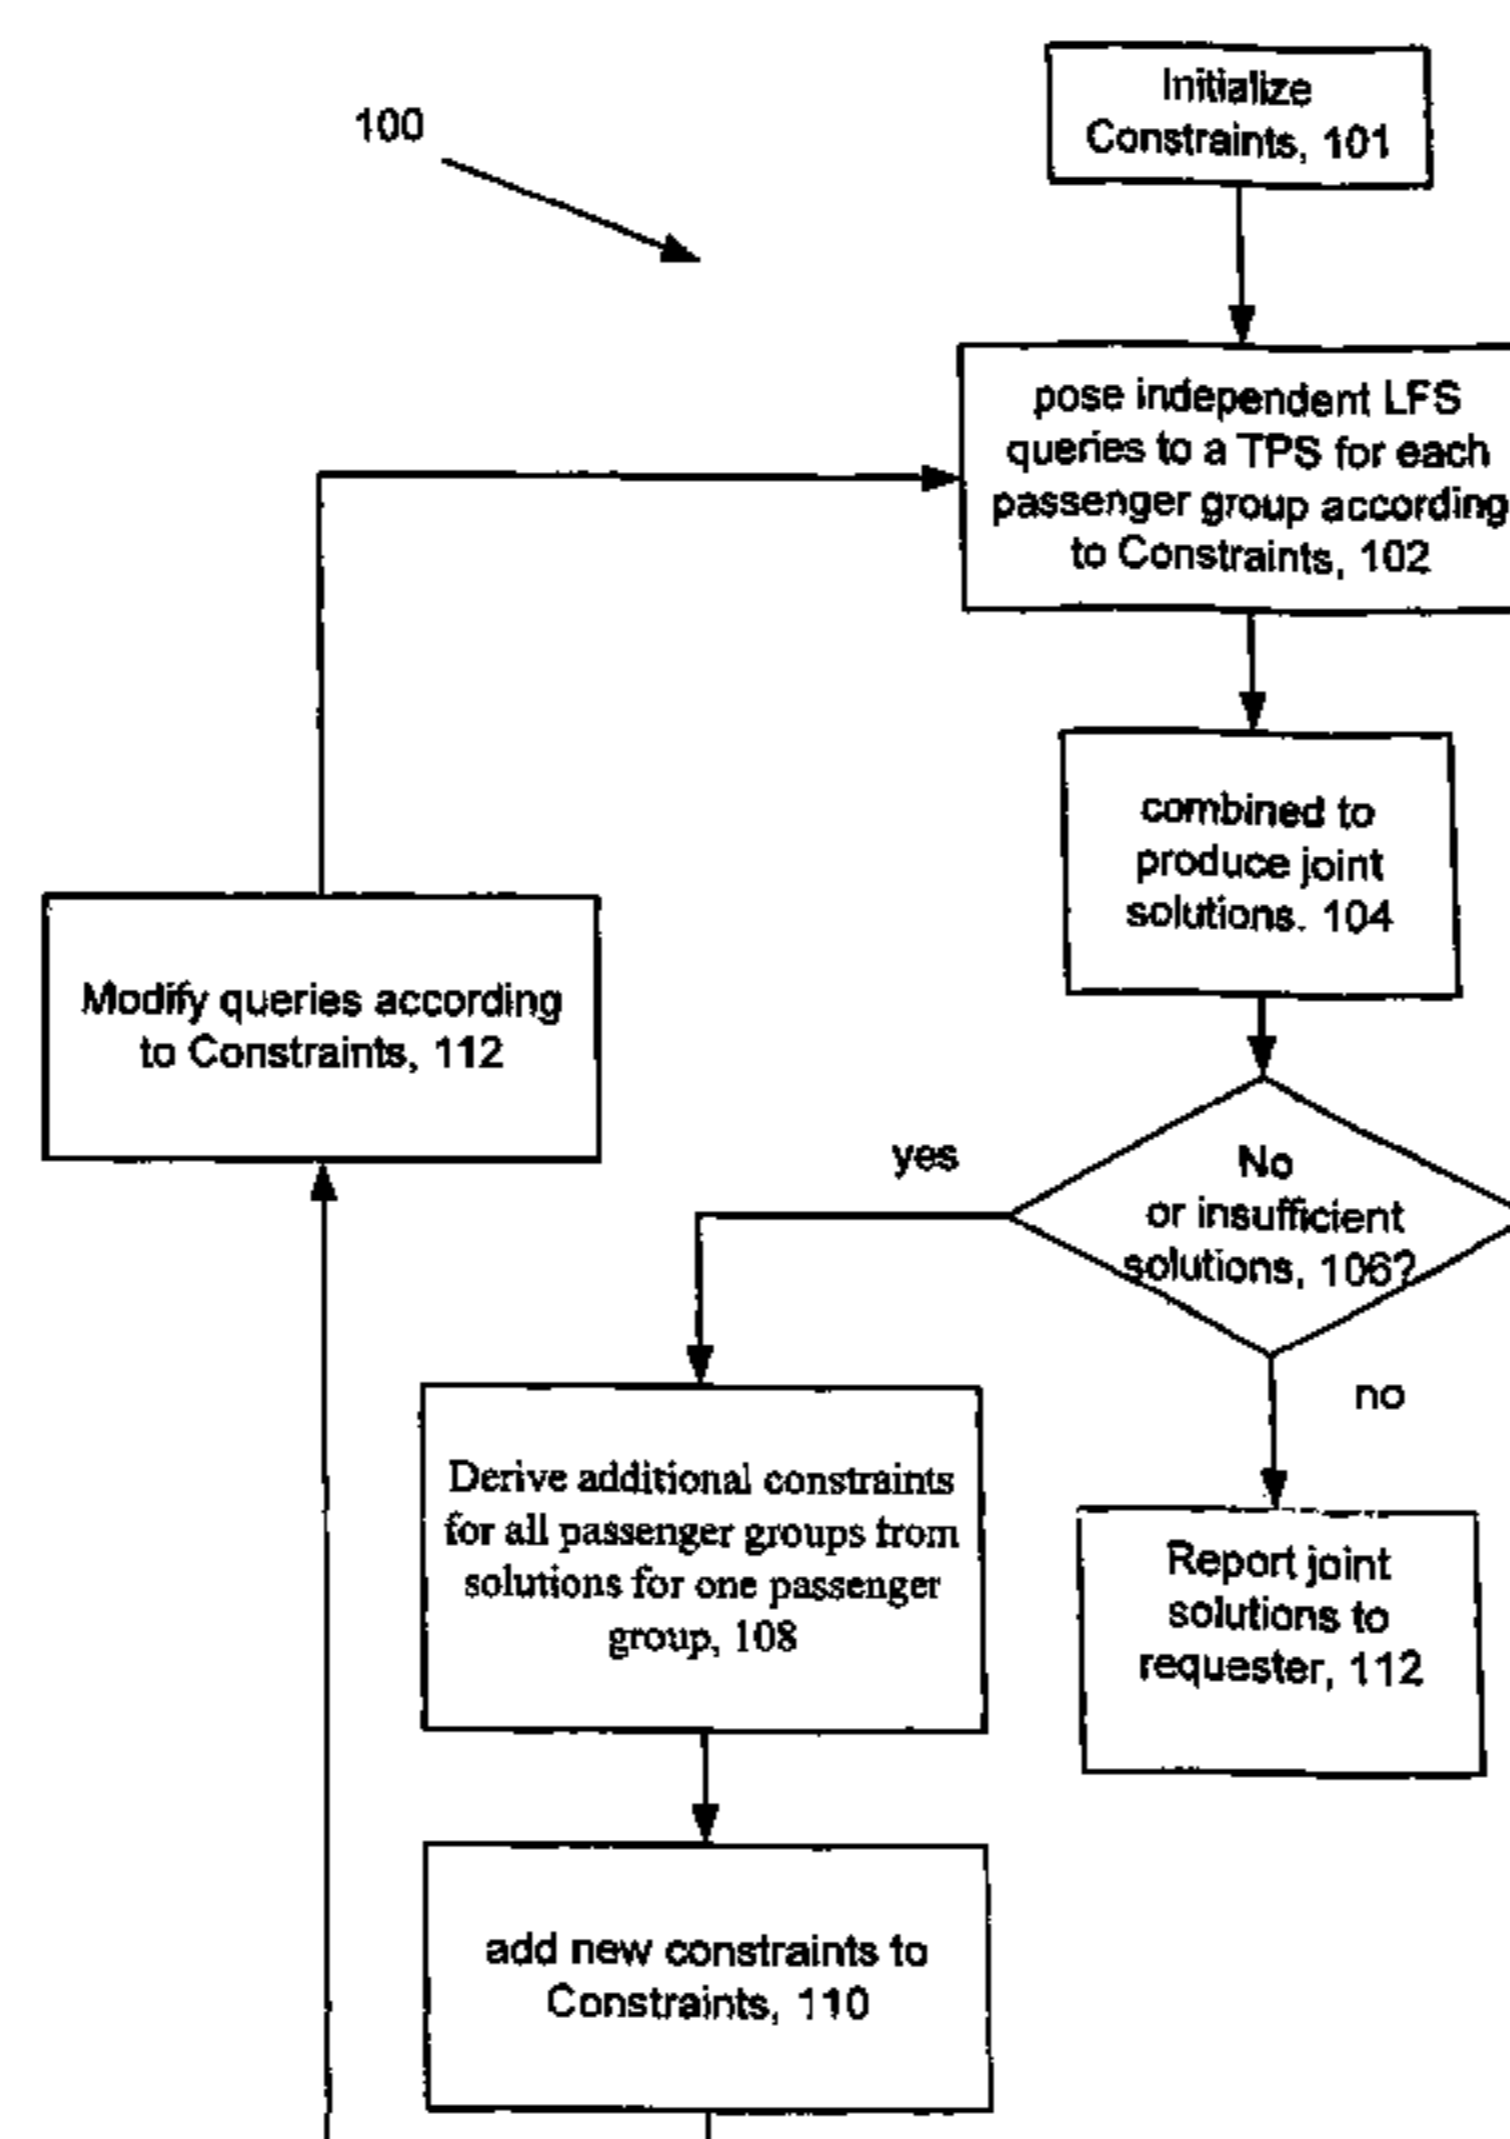 100
Initialize
Constraints, 101
pose independent LFS
queries to a TPS for each
passenger group according
to Constraints, 102
combined to
produce joint
solutions. 104
Modify queries according
to Constraints, 112
yes
No
or insufficient
solutions, 106?
no
Derive additional constraints
for all passenger groups from
solutions for one passenger
group, 108
Report joint
solutions to
requester, 112
add new constraints to
Constraints, 110